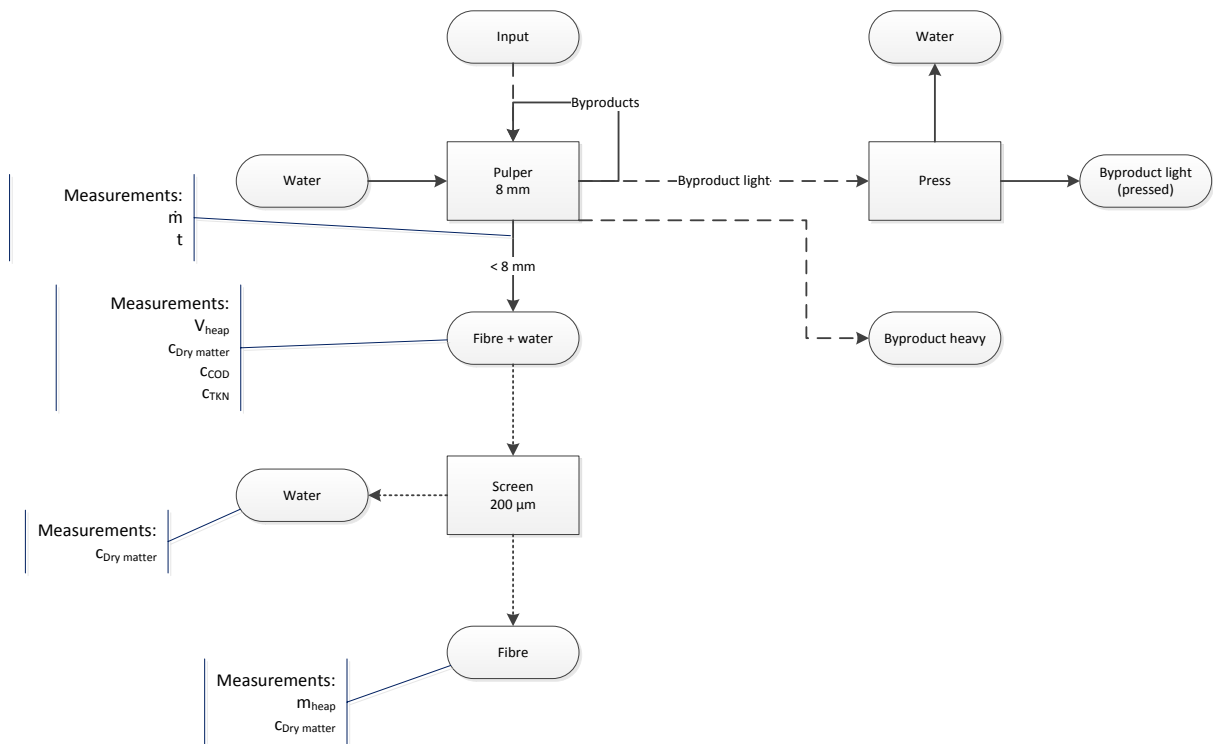 Input
Water
Byproducts
Water
Pulper
8 mm
Byproduct light
Press
Byproduct light
(pressed)
Measurements:
ṁ
t
< 8 mm
Measurements:
Vheap
cDry matter
cCOD
cTKN
Fibre + water
Byproduct heavy
Water
Screen
200 µm
Measurements:
cDry matter
Fibre
Measurements:
mheap
cDry matter